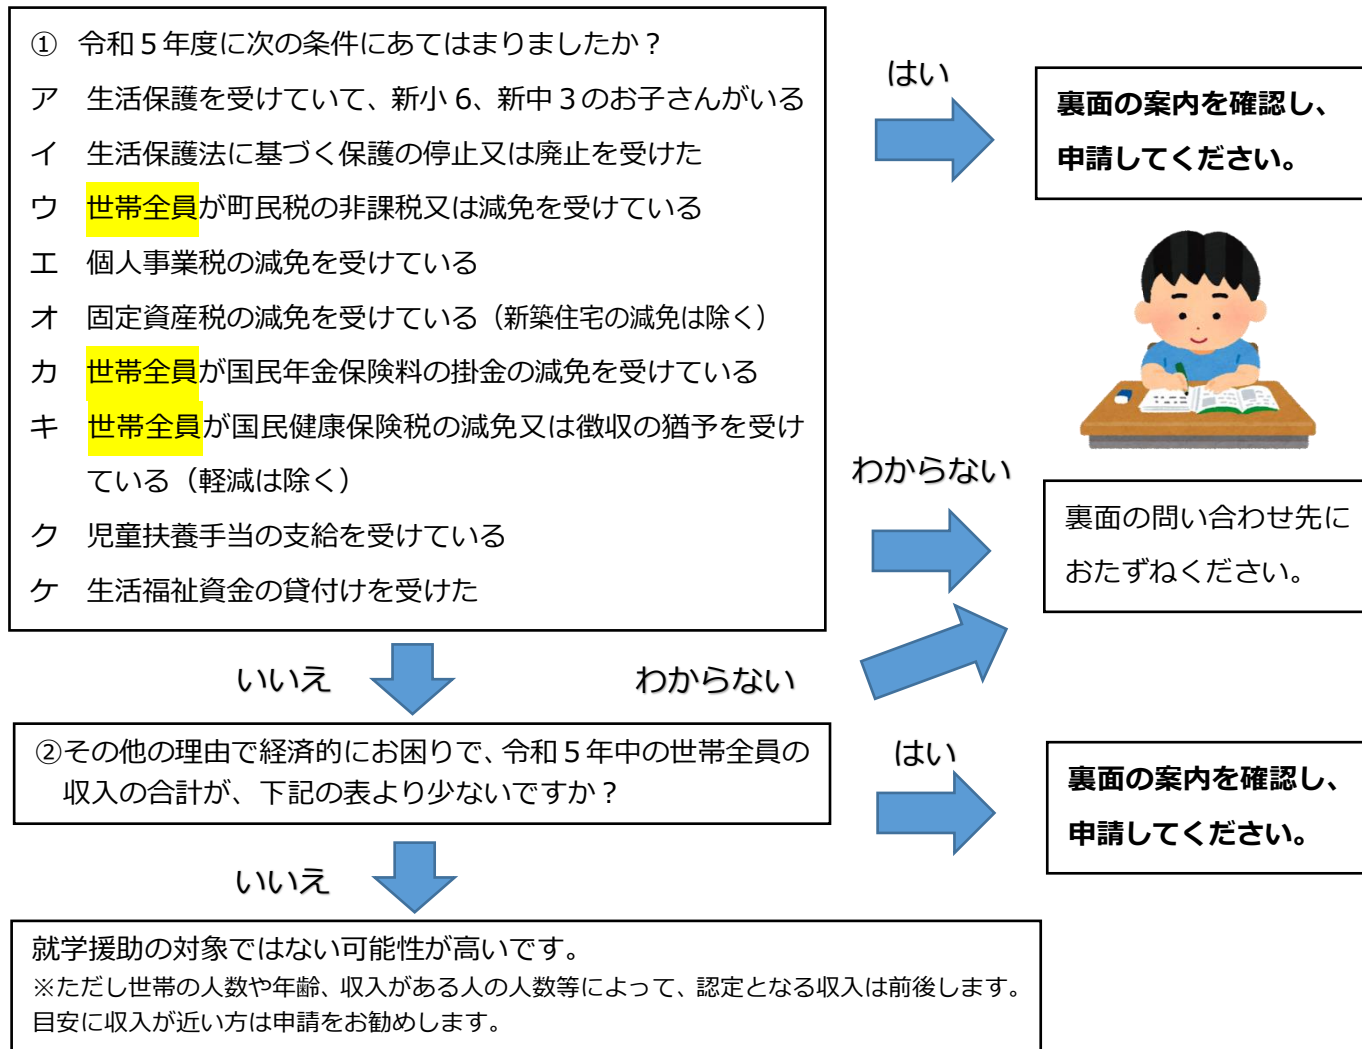 ① 令和５年度に次の条件にあてはまりましたか？
ア 生活保護を受けていて、新小６、新中３のお子さんがいる
イ 生活保護法に基づく保護の停止又は廃止を受けた
ウ 世帯全員が町民税の非課税又は減免を受けている
エ 個人事業税の減免を受けている
オ 固定資産税の減免を受けている（新築住宅の減免は除く）
カ 世帯全員が国民年金保険料の掛金の減免を受けている
キ 世帯全員が国民健康保険税の減免又は徴収の猶予を受け
ている（軽減は除く）
ク 児童扶養手当の支給を受けている
ケ 生活福祉資金の貸付けを受けた
はい
裏面の案内を確認し、
申請してください。
わからない
裏面の問い合わせ先に
おたずねください。
いいえ
わからない
②その他の理由で経済的にお困りで、令和５年中の世帯全員の
収入の合計が、下記の表より少ないですか？
はい
裏面の案内を確認し、
申請してください。
いいえ
就学援助の対象ではない可能性が高いです。
※ただし世帯の人数や年齢、収入がある人の人数等によって、認定となる収入は前後します。
目安に収入が近い方は申請をお勧めします。